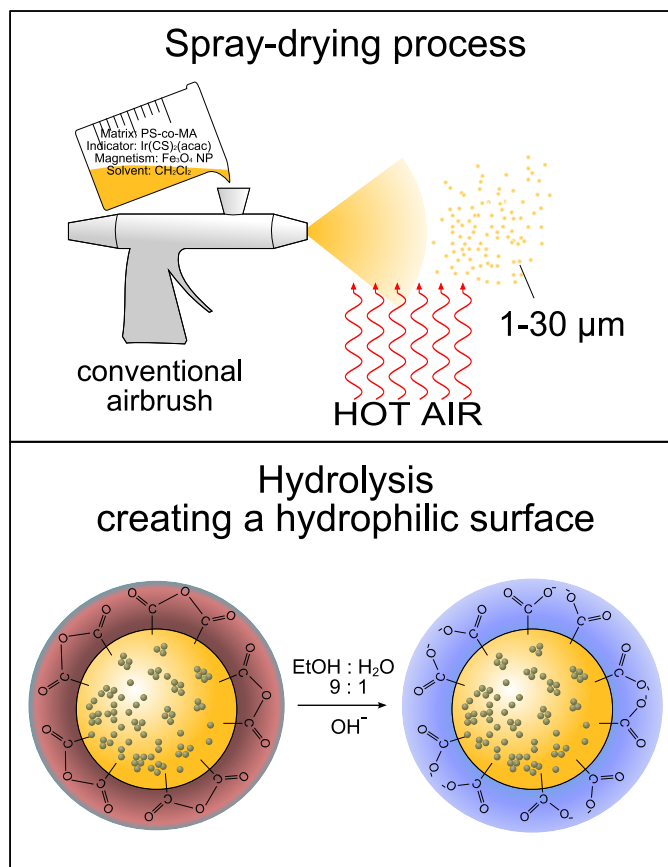 Spray-drying process
Matrix: PS-co-MA
Indicator: Ir(CS)₂(acac)
Magnetism: Fe₃O₄ NP
Solvent: CH₂Cl₂
1-30 µm
conventional
airbrush
HOT AIR
Hydrolysis
creating a hydrophilic surface
O C O C O
O C O C O
O C O C O
O C O C O
EtOH : H₂O
9 : 1
OH⁻
C O O⁻
C O O⁻
C O O⁻
C O O⁻
C O O⁻
C O O⁻
C O O⁻
C O O⁻